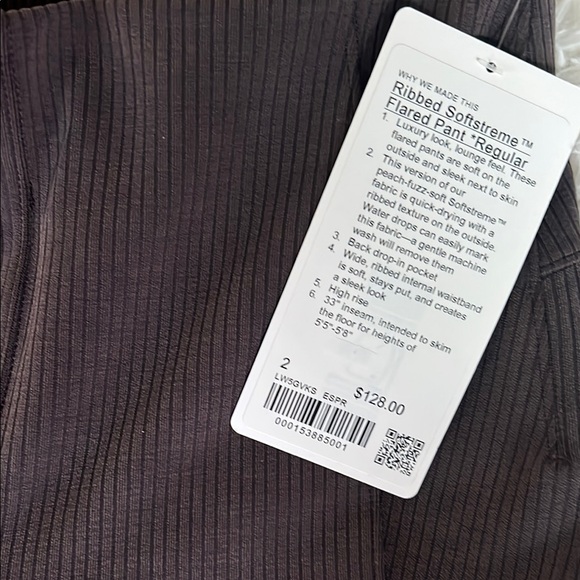 WHY WE MADE THIS
Ribbed Softstreme™
Flared Pant *Regular
1. Luxury look, lounge feel. These
flared pants are soft on the
outside and sleek next to skin
2. This version of our
peach-fuzz-soft Softstreme™
fabric is quick-drying with a
ribbed texture on the outside.
Water drops can easily mark
this fabric—a gentle machine
wash will remove them
3. Back drop-in pocket
4. Wide, ribbed internal waistband
is soft, stays put, and creates
a sleek look
5. High rise
6. 33" inseam, intended to skim
the floor for heights of
5'5"-5'8"
2
LW5GVKS ESPR $128.00
000153885001